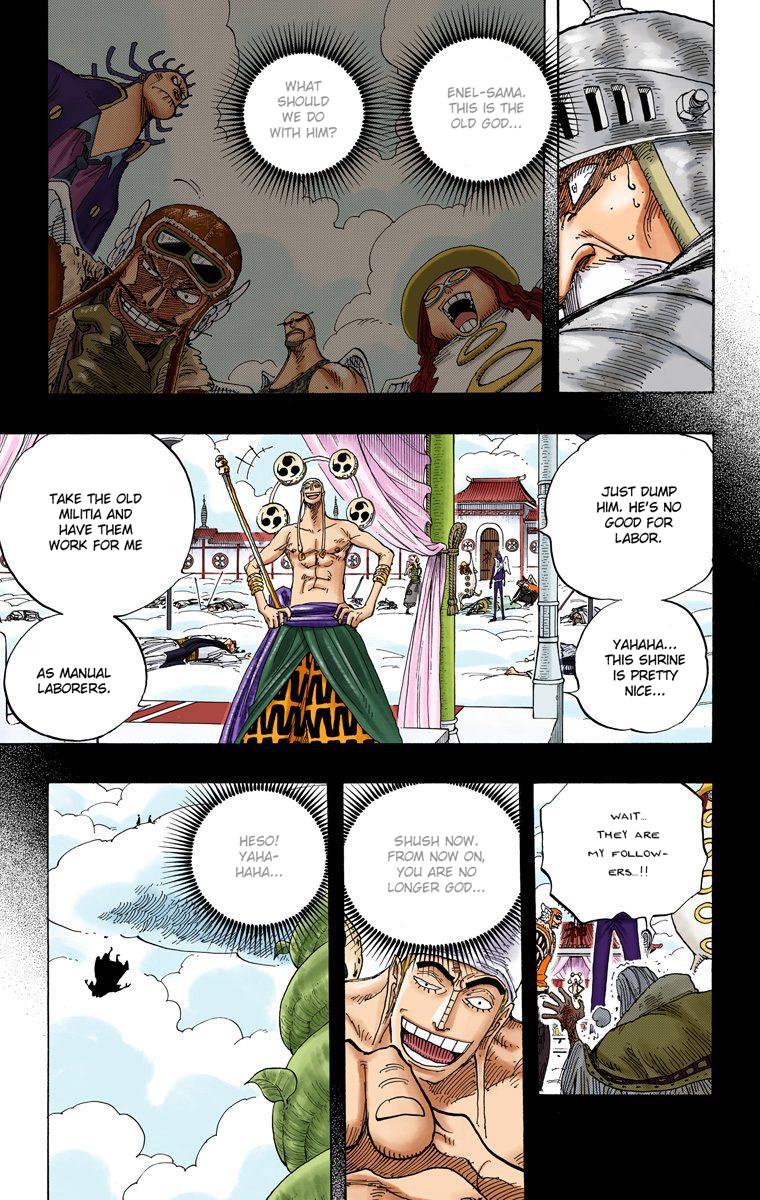 ENEL-SAMA.
THIS IS THE
OLD GOD...
WHAT
SHOULD
WE DO
WITH HIM?
JUST DUMP
HIM. HE'S NO
GOOD FOR
LABOR.
YAHAHA...
THIS SHRINE
IS PRETTY
NICE...
TAKE THE OLD
MILITIA AND
HAVE THEM
WORK FOR ME
AS MANUAL
LABORERS.
WAIT...
THEY ARE
MY FOLLOW-
ERS...!!
SHUSH NOW.
FROM NOW ON,
YOU ARE NO
LONGER GOD...
HESO!
YAHA-
HAHA...